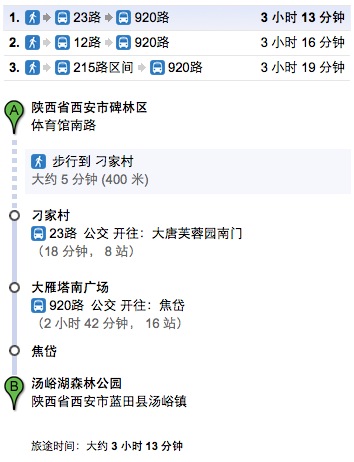 1. 23路 920路 3 小时 13 分钟
2. 12路 920路 3 小时 16 分钟
3. 215路区间 920路 3 小时 19 分钟
A 陕西省西安市碑林区
体育馆南路
步行到 刁家村
大约 5 分钟 (400 米)
刁家村
23路 公交 开往：大唐芙蓉园南门
（18 分钟， 8 站）
大雁塔南广场
920路 公交 开往：焦岱
（2 小时 42 分钟， 16 站）
焦岱
B 汤峪湖森林公园
陕西省西安市蓝田县汤峪镇
旅途时间：大约 3 小时 13 分钟